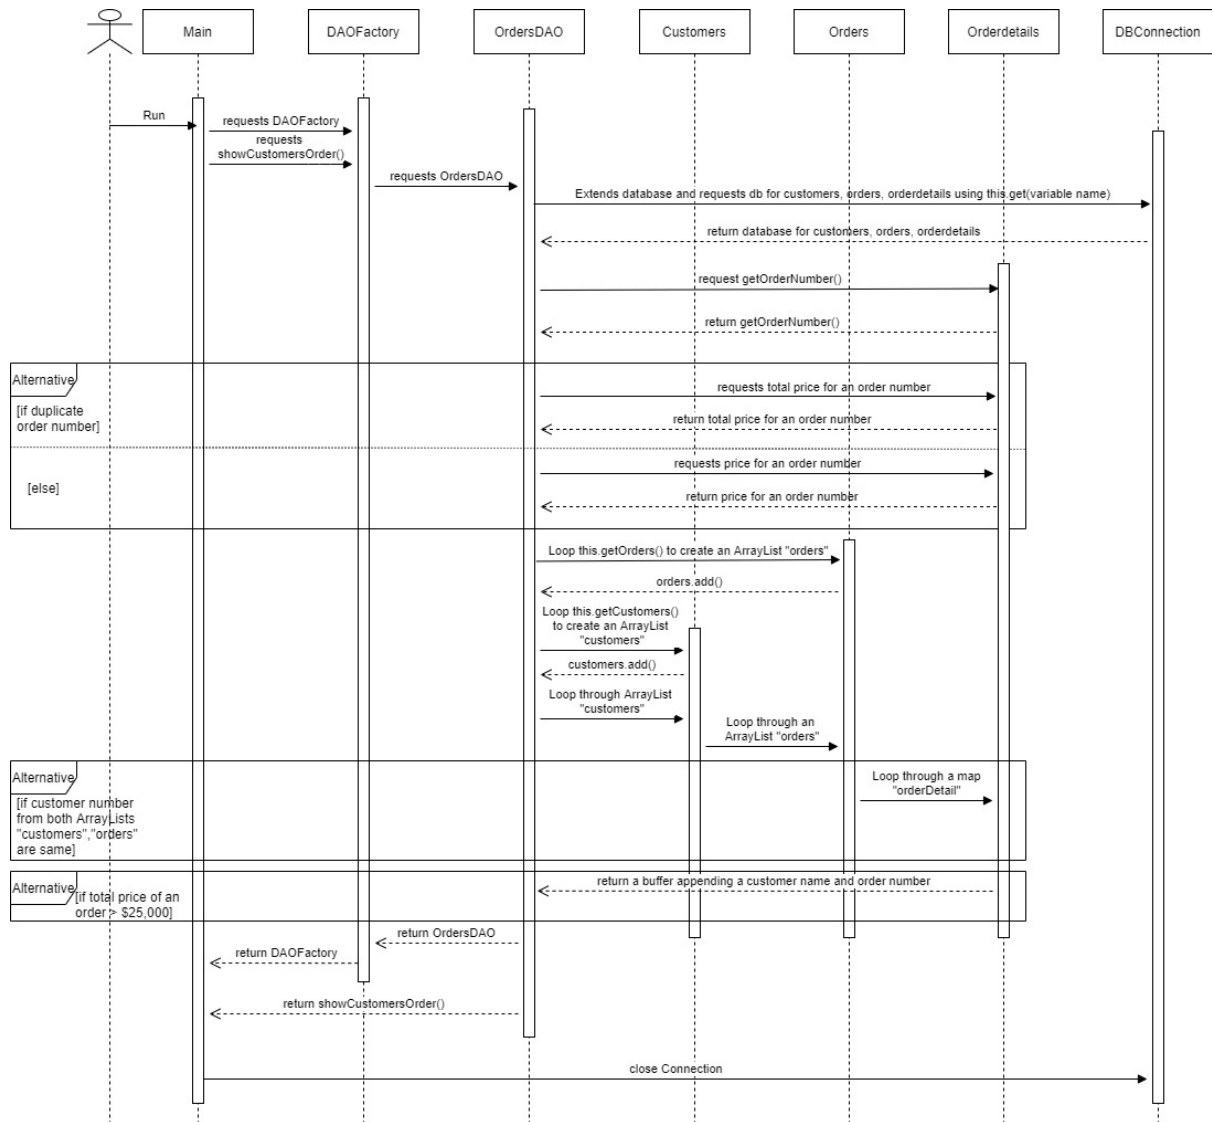 Main
DAOFactory
OrdersDAO
Customers
Orders
Orderdetails
DBConnection
Run
requests DAOFactory
requests
showCustomersOrder()
requests OrdersDAO
Extends database and requests db for customers, orders, orderdetails using this.get(variable name)
return database for customers, orders, orderdetails
request getOrderNumber()
return getOrderNumber()
Alternative
[if duplicate
order number]
requests total price for an order number
return total price for an order number
requests price for an order number
[else]
return price for an order number
Loop this.getOrders() to create an ArrayList "orders"
orders.add()
Loop this.getCustomers()
to create an ArrayList
"customers"
customers.add()
Loop through ArrayList
"customers"
Loop through an
ArrayList "orders"
Alternative
[if customer number
from both ArrayLists
"customers","orders"
are same]
Loop through a map
"orderDetail"
Alternative
[if total price of an
order > $25,000]
return a buffer appending a customer name and order number
return OrdersDAO
return DAOFactory
return showCustomersOrder()
close Connection